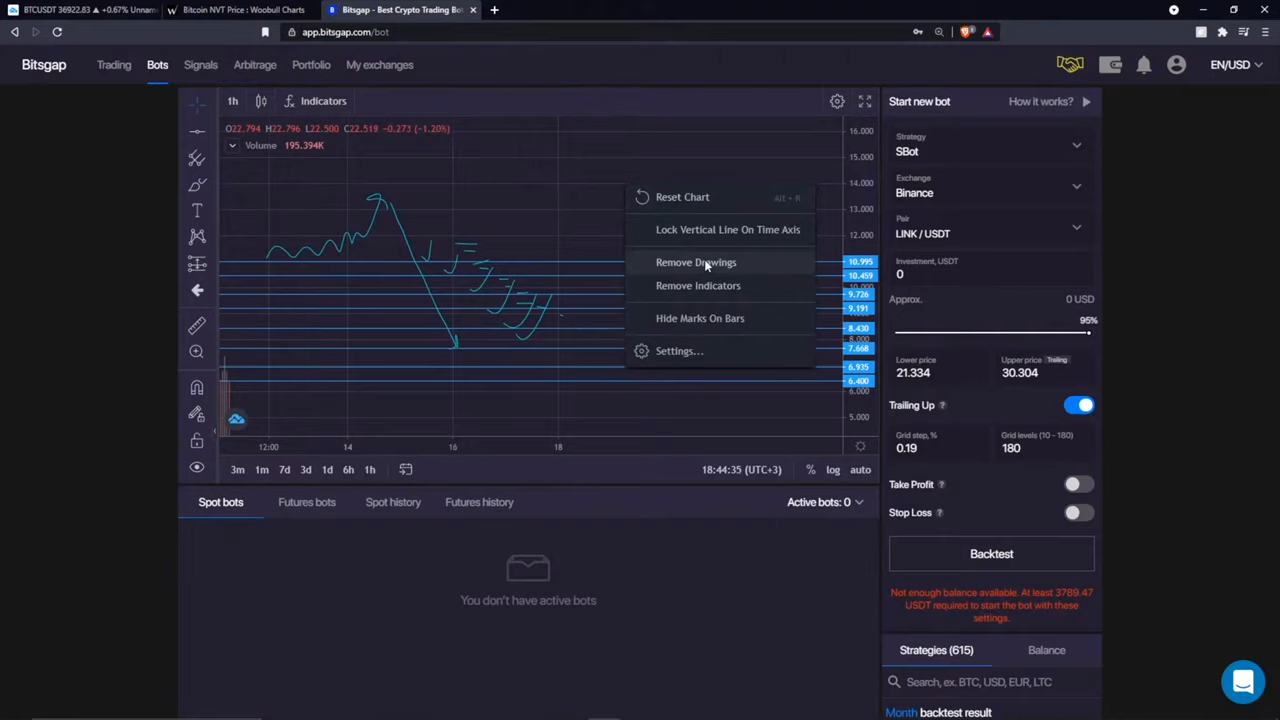 BTCUSDT 36922.83 ▲ +0.67% Unnam
Bitcoin NVT Price : Woobull Charts
Bitsgap - Best Crypto Trading Bot
app.bitsgap.com/bot
Bitsgap
Trading
Bots
Signals
Arbitrage
Portfolio
My exchanges
EN/USD
1h
Indicators
O22.794 H22.796 L22.500 C22.519 -0.273 (-1.20%)
Volume 195.394K
16.000
15.000
14.000
13.000
12.000
10.995
10.459
9.726
9.191
8.430
8.000
7.668
6.935
6.400
6.000
5.000
Reset Chart Alt + R
Lock Vertical Line On Time Axis
Remove Drawings
Remove Indicators
Hide Marks On Bars
Settings...
12:00 14 16 18
3m 1m 7d 3d 1d 6h 1h
18:44:35 (UTC+3) % log auto
Spot bots
Futures bots
Spot history
Futures history
Active bots: 0
You don't have active bots
Start new bot
How it works?
Strategy
SBot
Exchange
Binance
Pair
LINK / USDT
Investment, USDT
0
Approx. 0 USD
95%
Lower price
21.334
Upper price Trailing
30.304
Trailing Up ?
Grid step, %
0.19
Grid levels (10 - 180)
180
Take Profit ?
Stop Loss ?
Backtest
Not enough balance available. At least 3789.47
USDT required to start the bot with these
settings.
Strategies (615)
Balance
Search, ex. BTC, USD, EUR, LTC
Month backtest result